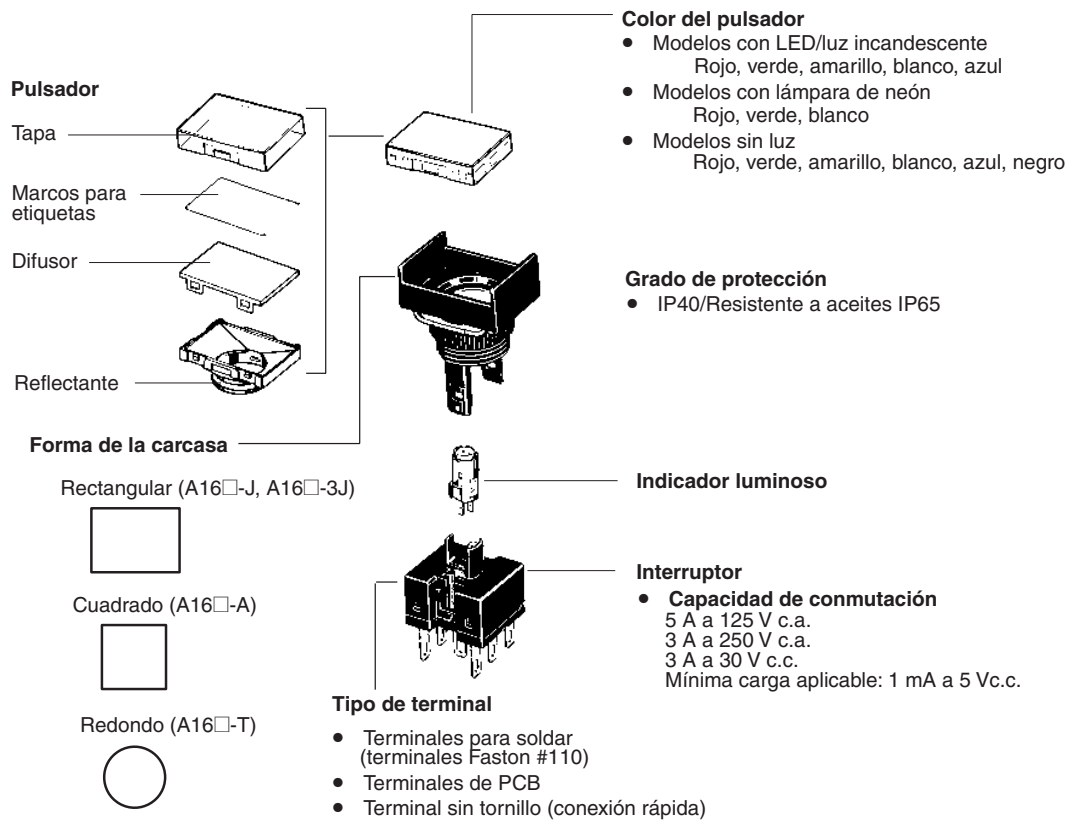 Color del pulsador
● Modelos con LED/luz incandescente
Rojo, verde, amarillo, blanco, azul
● Modelos con lámpara de neón
Rojo, verde, blanco
● Modelos sin luz
Rojo, verde, amarillo, blanco, azul, negro
Pulsador
Tapa
Marcos para
etiquetas
Difusor
Reflectante
Grado de protección
● IP40/Resistente a aceites IP65
Forma de la carcasa
Rectangular (A16□-J, A16□-3J)
Cuadrado (A16□-A)
Redondo (A16□-T)
Indicador luminoso
Interruptor
● Capacidad de conmutación
5 A a 125 V c.a.
3 A a 250 V c.a.
3 A a 30 V c.c.
Mínima carga aplicable: 1 mA a 5 Vc.c.
Tipo de terminal
● Terminales para soldar
(terminales Faston #110)
● Terminales de PCB
● Terminal sin tornillo (conexión rápida)